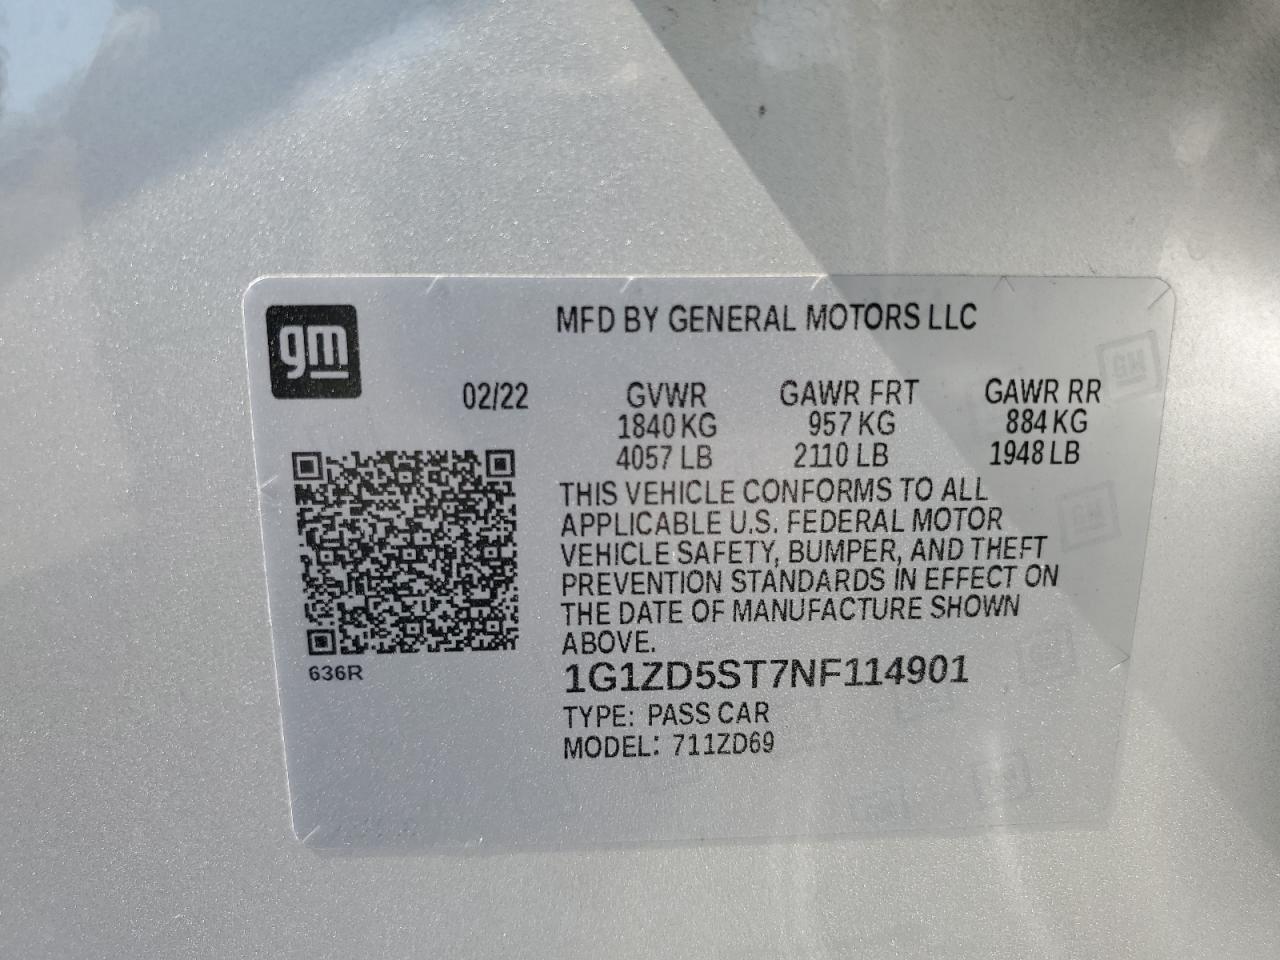 MFD BY GENERAL MOTORS LLC
gm
02/22 GVWR GAWR FRT GAWR RR
1840 KG 957 KG 884 KG
4057 LB 2110 LB 1948 LB
THIS VEHICLE CONFORMS TO ALL
APPLICABLE U.S. FEDERAL MOTOR
VEHICLE SAFETY, BUMPER, AND THEFT
PREVENTION STANDARDS IN EFFECT ON
THE DATE OF MANUFACTURE SHOWN
ABOVE.
636R
1G1ZD5ST7NF114901
TYPE: PASS CAR
MODEL: 711ZD69
GM